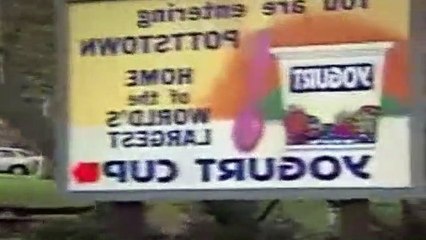 You are entering
POTTSTOWN
HOME
of the
WORLD'S
LARGEST
YOGURT CUP
YOGURT